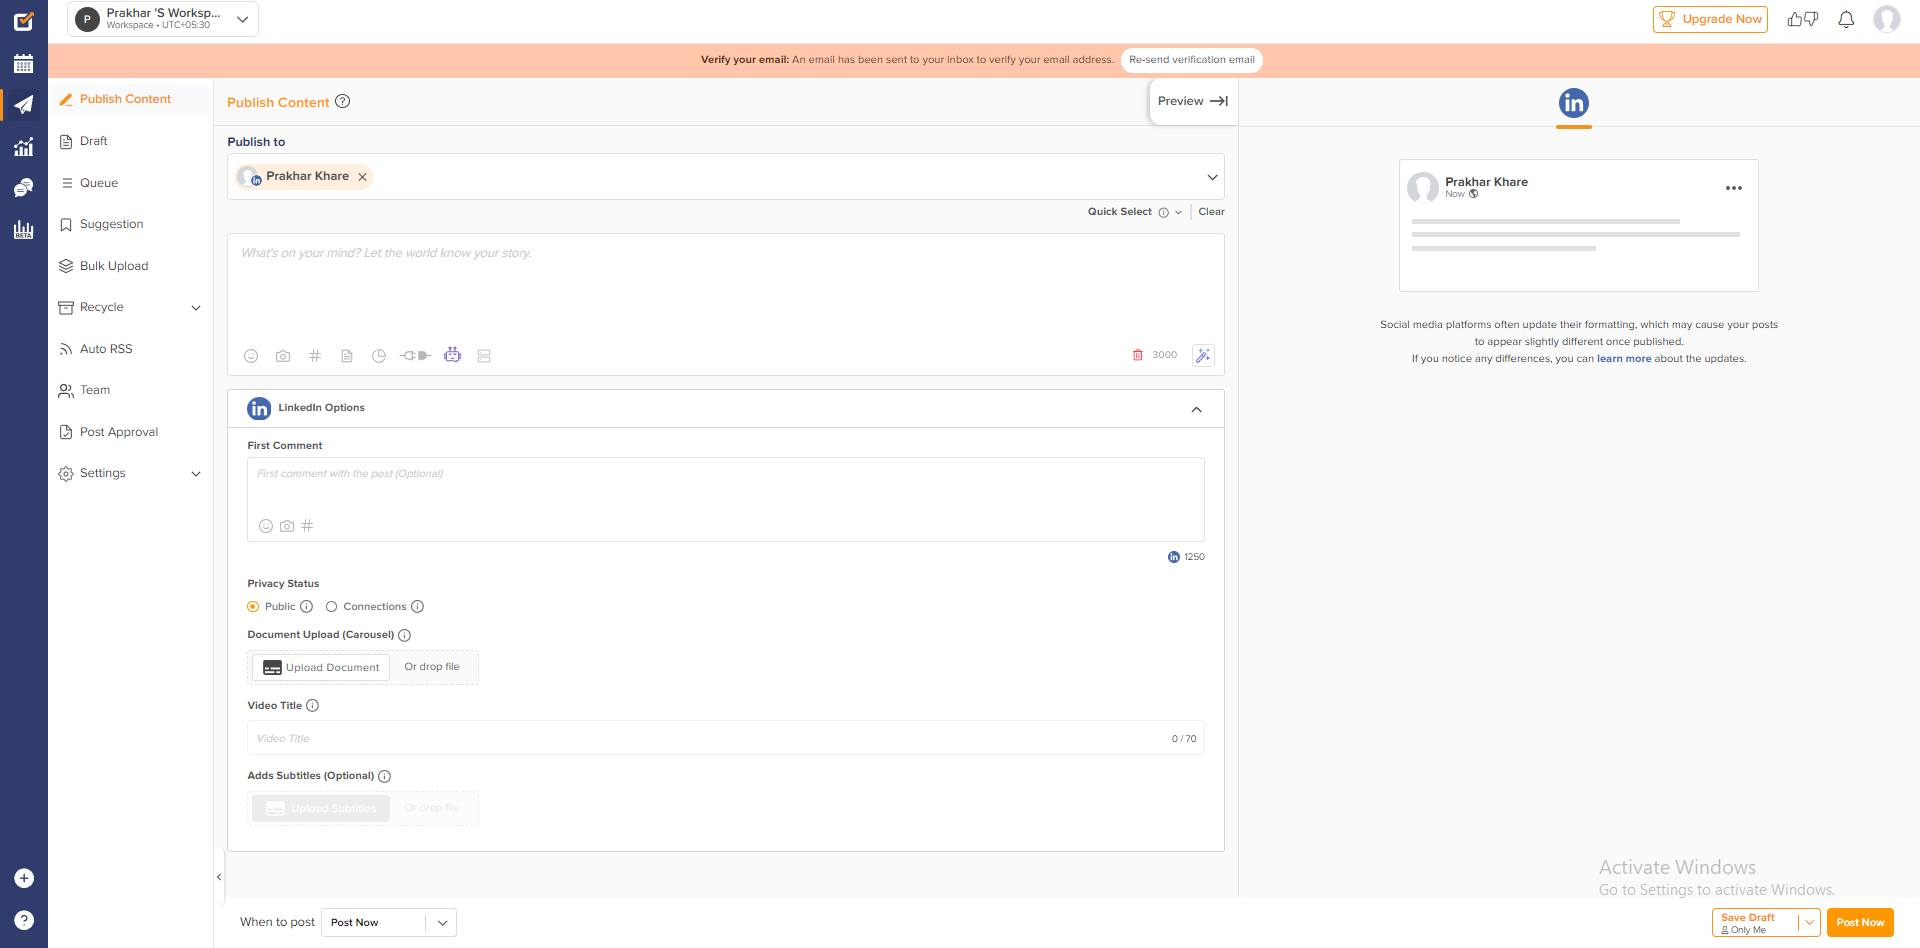 P
Prakhar 'S Worksp...
Workspace • UTC+05:30
Upgrade Now
Verify your email: An email has been sent to your inbox to verify your email address. Re-send verification email
BETA
Publish Content
Draft
Queue
Suggestion
Bulk Upload
Recycle
Auto RSS
Team
Post Approval
Settings
Publish Content ?
Preview
Publish to
in Prakhar Khare
Quick Select Clear
What's on your mind? Let the world know your story.
3000
in LinkedIn Options
First Comment
First comment with the post (Optional)
in 1250
Privacy Status
Public Connections
Document Upload (Carousel)
Upload Document Or drop file
Video Title
Video Title 0 / 70
Adds Subtitles (Optional)
Upload Subtitles Or drop file
When to post Post Now
in
Prakhar Khare
Now
Social media platforms often update their formatting, which may cause your posts
to appear slightly different once published.
If you notice any differences, you can learn more about the updates.
Activate Windows
Go to Settings to activate Windows.
Save Draft
Only Me
Post Now